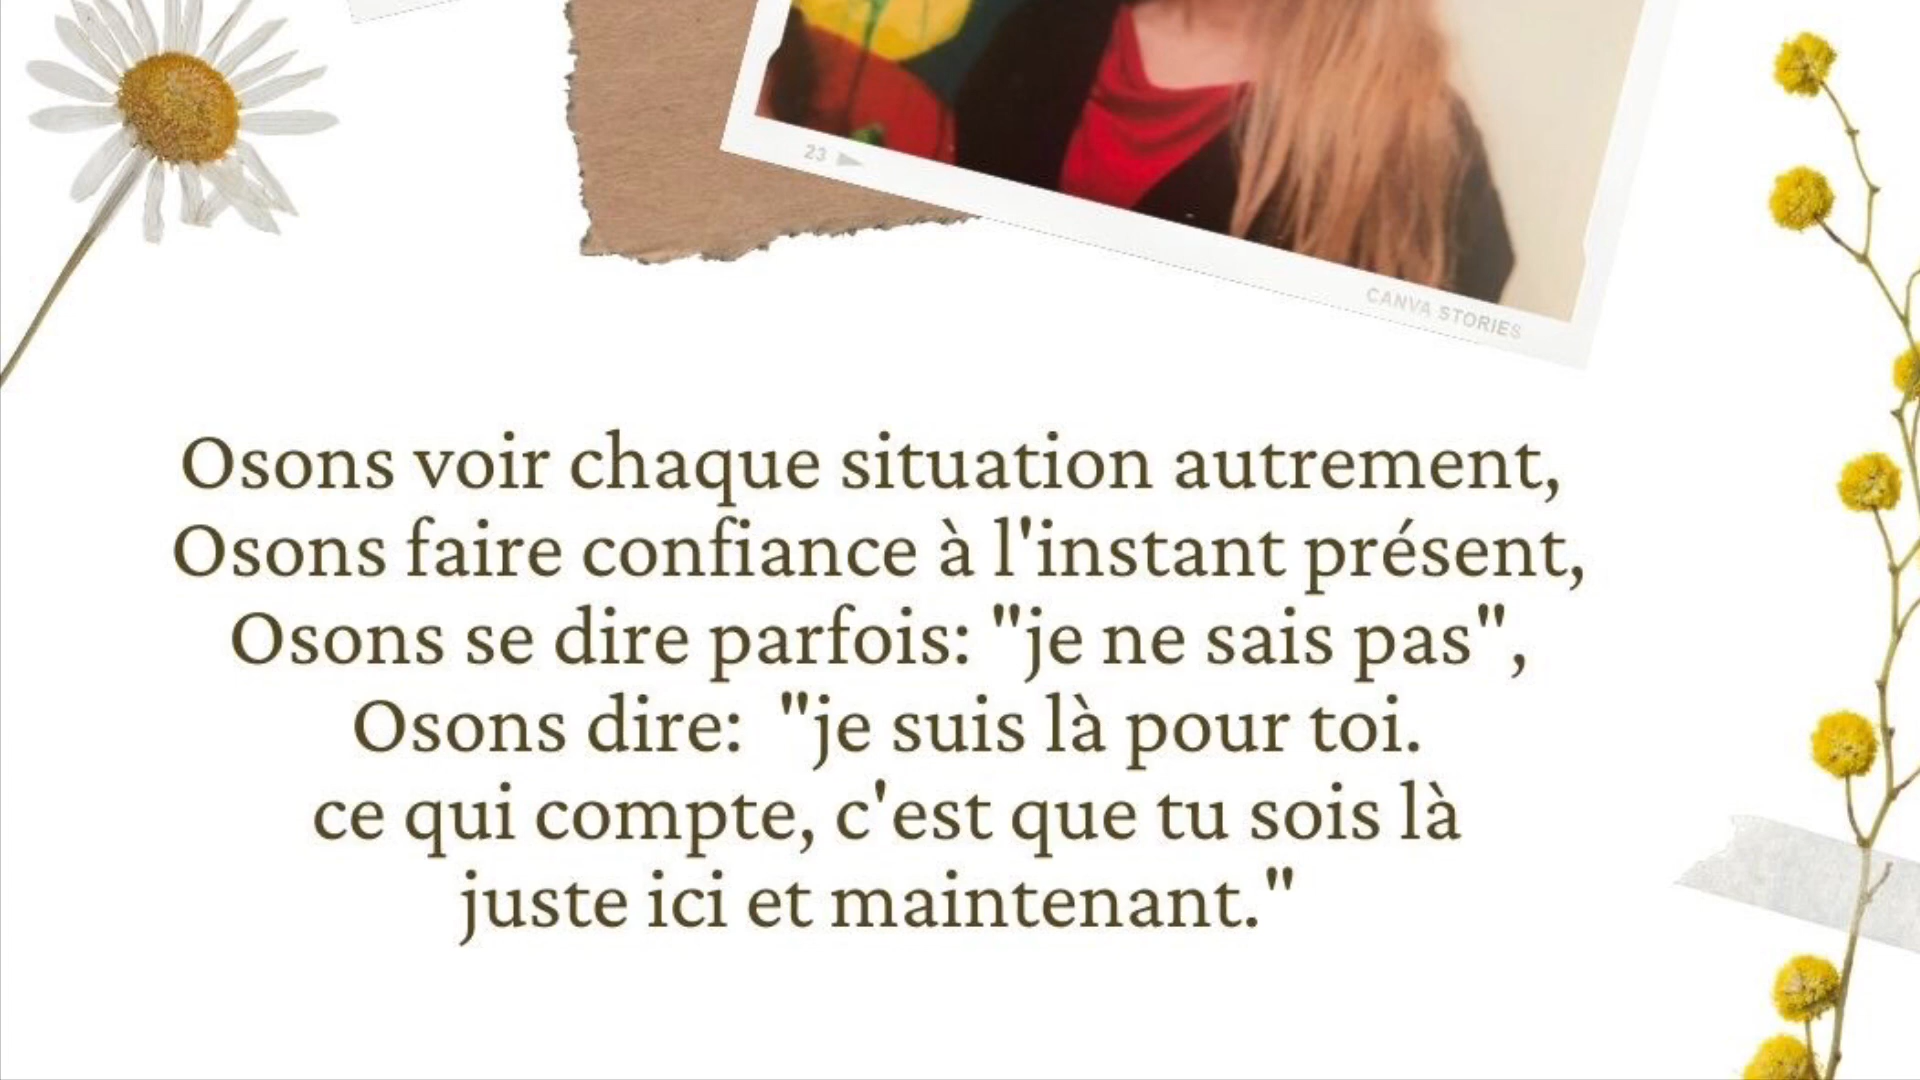 23
CANVA STORIES
Osons voir chaque situation autrement,
Osons faire confiance à l'instant présent,
Osons se dire parfois: "je ne sais pas",
Osons dire:  "je suis là pour toi.
ce qui compte, c'est que tu sois là
juste ici et maintenant."